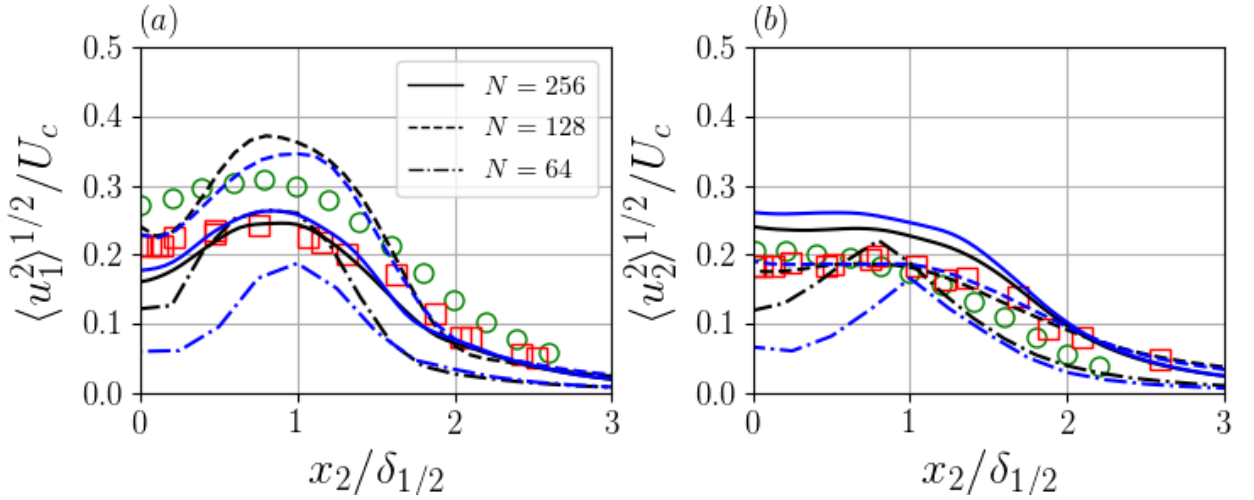 (a)
0.5
0.4
0.3
0.2
0.1
0.0
⟨u₁²⟩^{1/2}/U_c
N = 256
N = 128
N = 64
0 1 2 3
x₂/δ_{1/2}
(b)
0.5
0.4
0.3
0.2
0.1
0.0
⟨u₂²⟩^{1/2}/U_c
0 1 2 3
x₂/δ_{1/2}